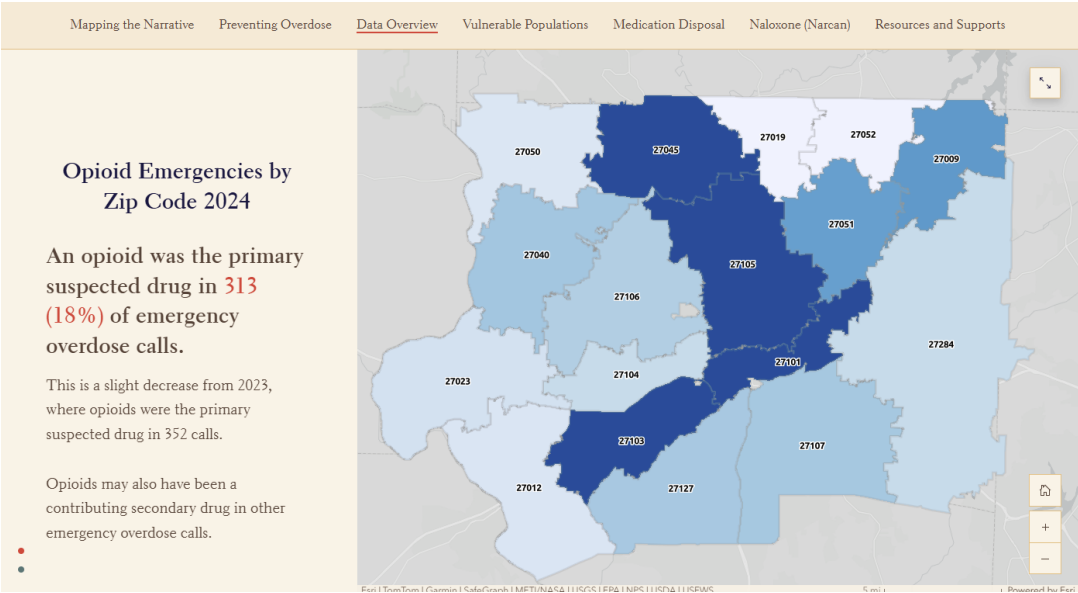 Mapping the Narrative Preventing Overdose Data Overview Vulnerable Populations Medication Disposal Naloxone (Narcan) Resources and Supports
Opioid Emergencies by
Zip Code 2024
An opioid was the primary
suspected drug in 313
(18%) of emergency
overdose calls.
This is a slight decrease from 2023,
where opioids were the primary
suspected drug in 352 calls.
Opioids may also have been a
contributing secondary drug in other
emergency overdose calls.
27050
27045
27019
27052
27009
27040
27051
27105
27106
27284
27101
27104
27023
27103
27107
27012
27127
+
−
Esri | TomTom | Garmin | SafeGraph | METI/NASA | USGS | EPA | NPS | USDA | USFWS
5 mi
Powered by Esri